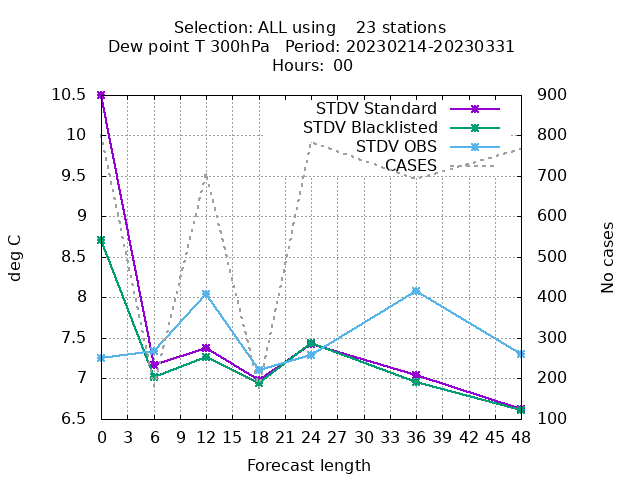 Selection: ALL using    23 stations
Dew point T 300hPa   Period: 20230214-20230331
Hours:  00
deg C
10.5
10
9.5
9
8.5
8
7.5
7
6.5
STDV Standard
STDV Blacklisted
STDV OBS
CASES
900
800
700
600
500
400
300
200
100
No cases
0 3 6 9 12 15 18 21 24 27 30 33 36 39 42 45 48
Forecast length